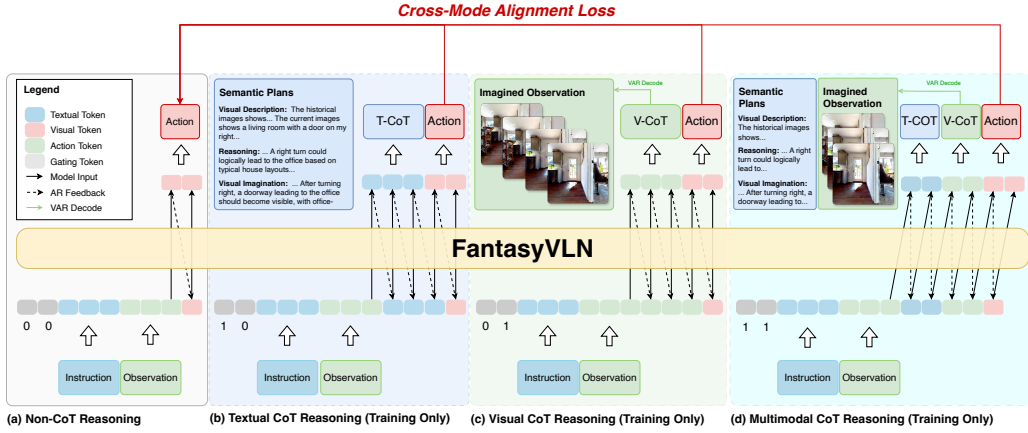 Cross-Mode Alignment Loss
Legend
Textual Token
Visual Token
Action Token
Gating Token
Model Input
AR Feedback
VAR Decode
Action
0 0
Instruction
Observation
(a) Non-CoT Reasoning
Semantic Plans
Visual Description: The historical
images shows... The current images
shows a living room with a door on my
right...
Reasoning: ... A right turn could
logically lead to the office based on
typical house layouts...
Visual Imagination: ... After turning
right, a doorway leading to the office
should become visible, with office-
T-CoT
Action
1 0
Instruction
Observation
(b) Textual CoT Reasoning (Training Only)
Imagined Observation
VAR Decode
V-CoT
Action
0 1
Instruction
Observation
(c) Visual CoT Reasoning (Training Only)
Semantic
Plans
Visual Description:
The historical images
shows...
Reasoning: ... A right
turn could logically
lead to...
Visual Imagination:
... After turning right, a
doorway leading to...
Imagined
Observation
VAR Decode
T-COT
V-CoT
Action
1 1
Instruction
Observation
(d) Multimodal CoT Reasoning (Training Only)
FantasyVLN